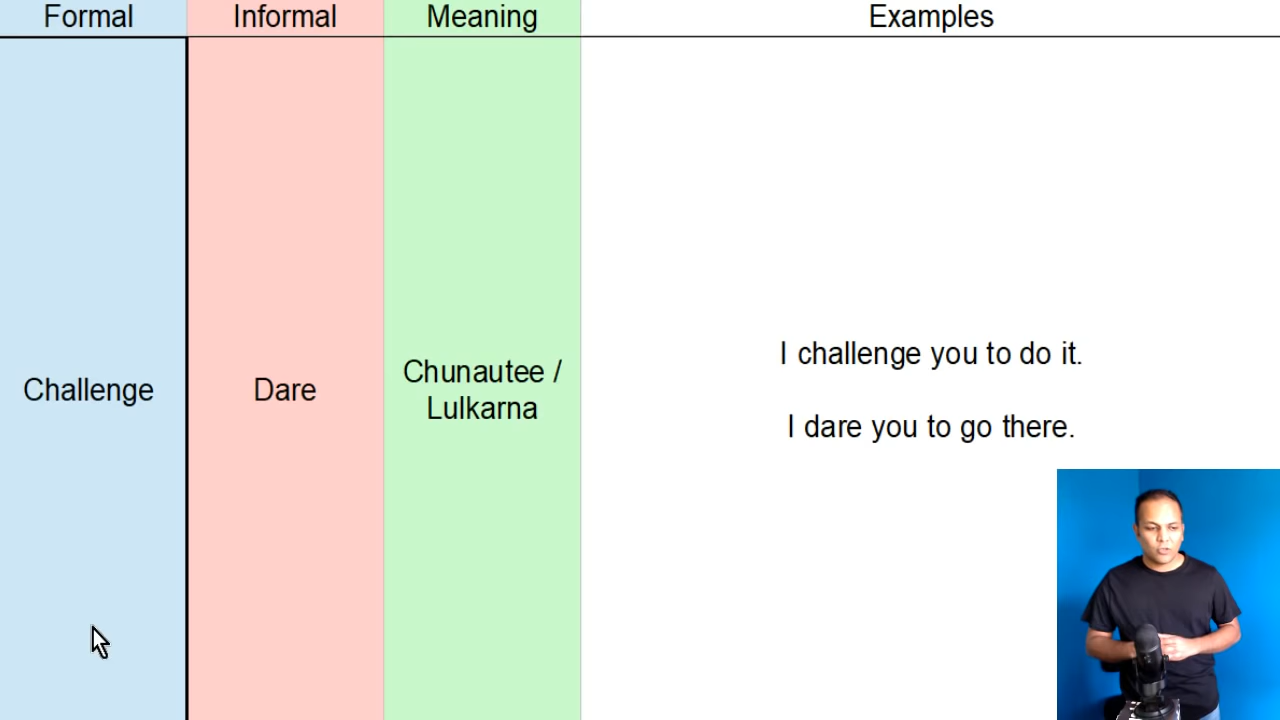 Formal Informal Meaning Examples
Challenge
Dare
Chunautee /
Lulkarna
I challenge you to do it.
I dare you to go there.